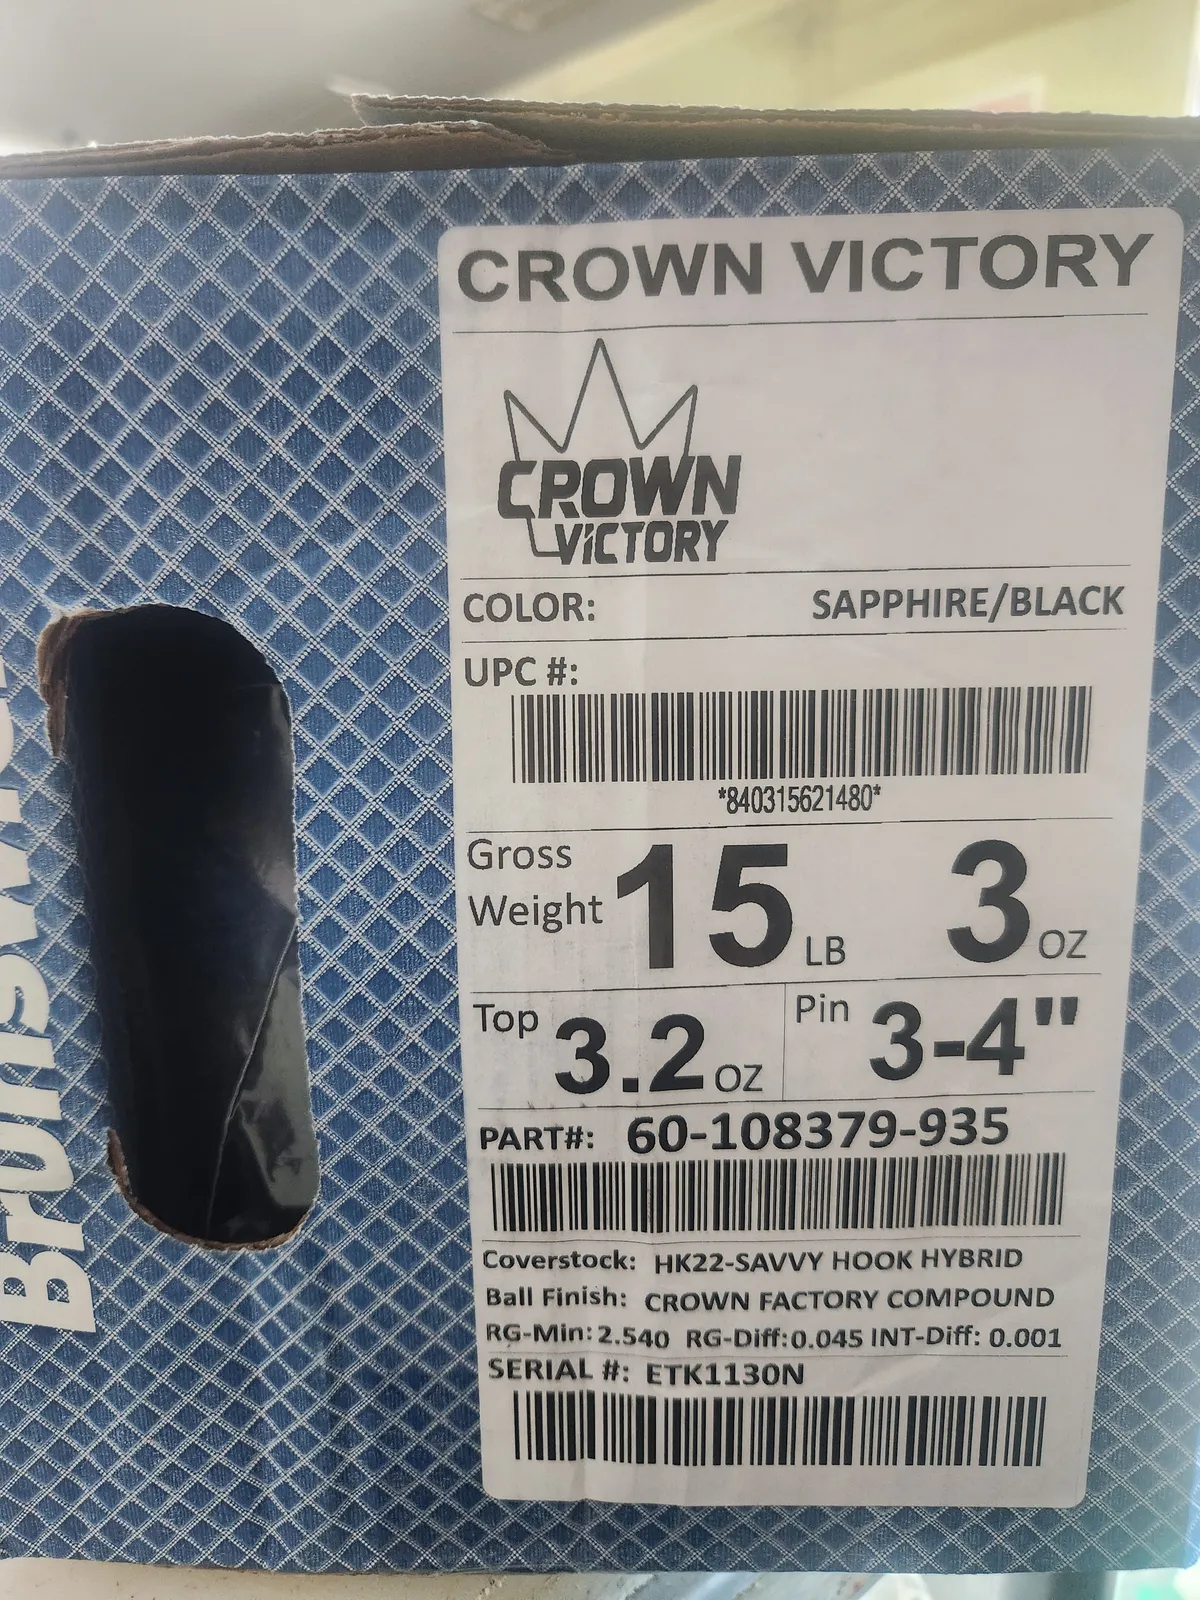 Brunswick
CROWN VICTORY
CROWN
ViCTORY
COLOR: SAPPHIRE/BLACK
UPC #:
*840315621480*
Gross Weight 15 LB 3 OZ
Top 3.2 OZ Pin 3-4"
PART#: 60-108379-935
Coverstock: HK22-SAVVY HOOK HYBRID
Ball Finish: CROWN FACTORY COMPOUND
RG-Min: 2.540 RG-Diff: 0.045 INT-Diff: 0.001
SERIAL #: ETK1130N